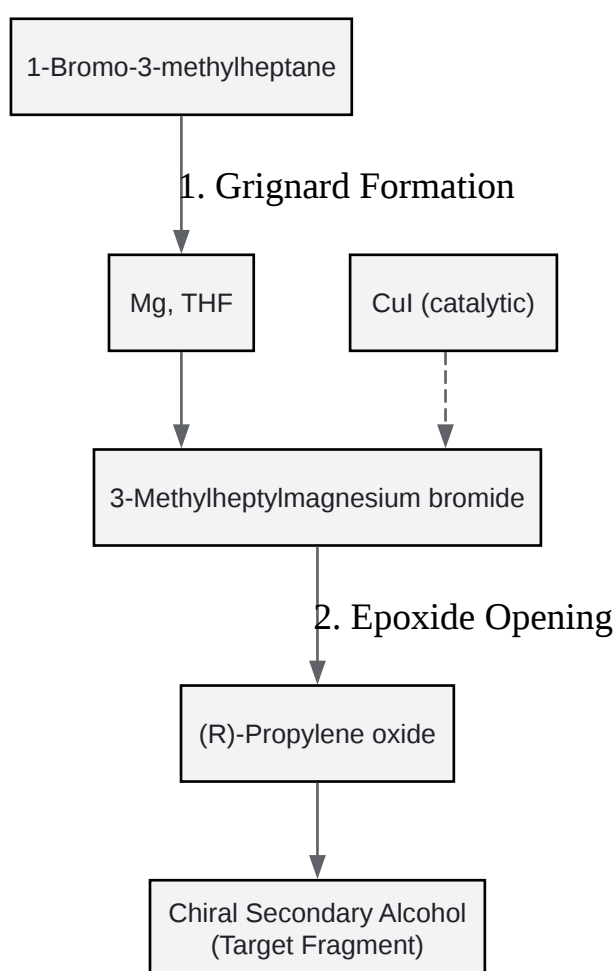 1-Bromo-3-methylheptane
1. Grignard Formation
Mg, THF
CuI (catalytic)
3-Methylheptylmagnesium bromide
2. Epoxide Opening
(R)-Propylene oxide
Chiral Secondary Alcohol
(Target Fragment)